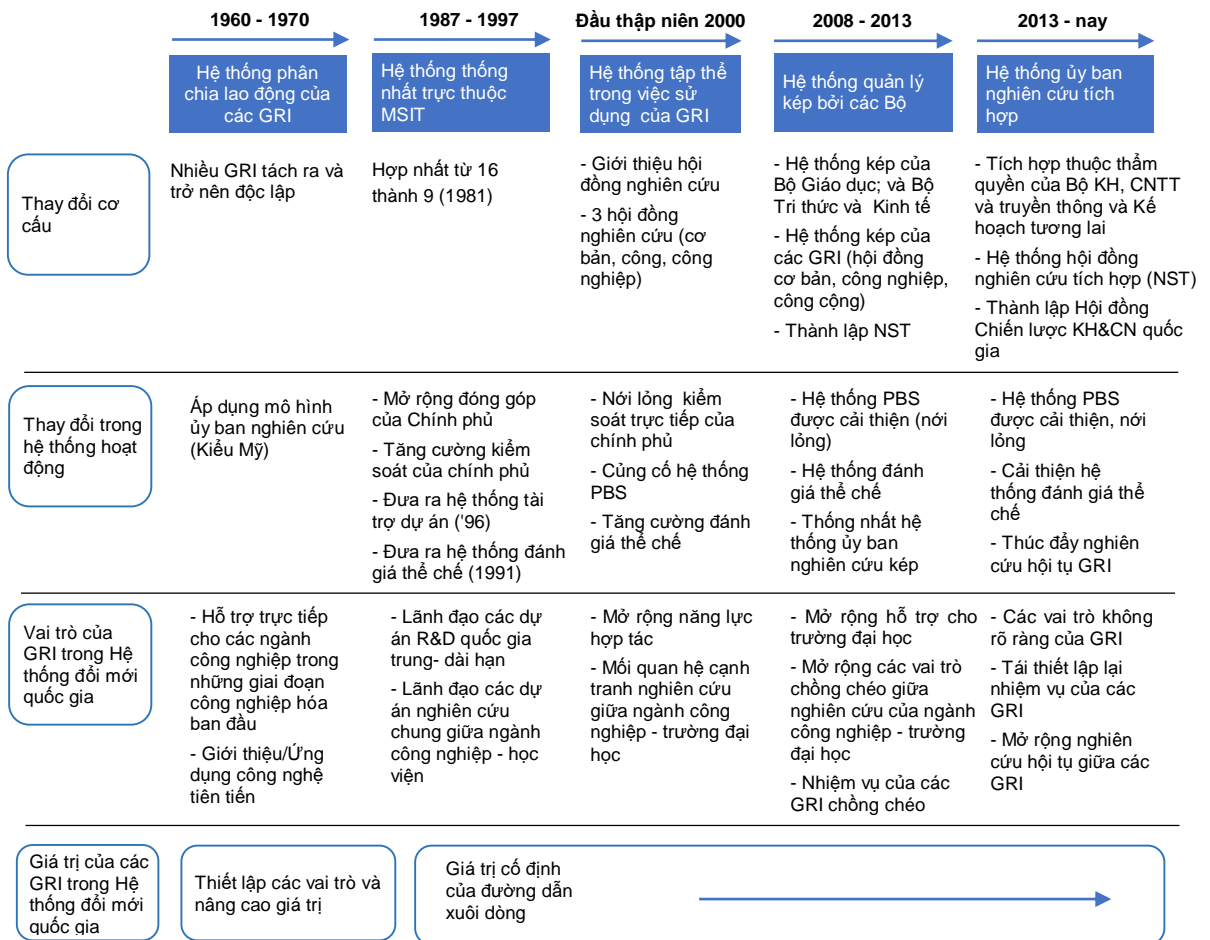 1960 - 1970
1987 - 1997
Đầu thập niên 2000
2008 - 2013
2013 - nay
Hệ thống phân
chia lao động của
các GRI
Hệ thống thống
nhất trực thuộc
MSIT
Hệ thống tập thể
trong việc sử
dụng của GRI
Hệ thống quản lý
kép bởi các Bộ
Hệ thống ủy ban
nghiên cứu tích
hợp
Thay đổi cơ
cấu
Nhiều GRI tách ra và
trở nên độc lập
Hợp nhất từ 16
thành 9 (1981)
- Giới thiệu hội
đồng nghiên cứu
- 3 hội đồng
nghiên cứu (cơ
bản, công, công
nghiệp)
- Hệ thống kép của
Bộ Giáo dục; và Bộ
Tri thức và Kinh tế
- Hệ thống kép của
các GRI (hội đồng
cơ bản, công nghiệp,
công cộng)
- Thành lập NST
- Tích hợp thuộc thẩm
quyền của Bộ KH, CNTT
và truyền thông và Kế
hoạch tương lai
- Hệ thống hội đồng
nghiên cứu tích hợp (NST)
- Thành lập Hội đồng
Chiến lược KH&CN quốc
gia
Thay đổi trong
hệ thống hoạt
động
Áp dụng mô hình
ủy ban nghiên cứu
(Kiểu Mỹ)
- Mở rộng đóng góp
của Chính phủ
- Tăng cường kiểm
soát của chính phủ
- Đưa ra hệ thống tài
trợ dự án ('96)
- Đưa ra hệ thống đánh
giá thể chế (1991)
- Nới lỏng kiểm
soát trực tiếp của
chính phủ
- Củng cố hệ thống
PBS
- Tăng cường đánh
giá thể chế
- Hệ thống PBS
được cải thiện (nới
lỏng)
- Hệ thống đánh
giá thể chế
- Thống nhất hệ
thống ủy ban
nghiên cứu kép
- Hệ thống PBS
được cải thiện, nới
lỏng
- Cải thiện hệ
thống đánh giá thể
chế
- Thúc đẩy nghiên
cứu hội tụ GRI
Vai trò của
GRI trong Hệ
thống đổi mới
quốc gia
- Hỗ trợ trực tiếp
cho các ngành
công nghiệp trong
những giai đoạn
công nghiệp hóa
ban đầu
- Giới thiệu/Ứng
dụng công nghệ
tiên tiến
- Lãnh đạo các dự
án R&D quốc gia
trung- dài hạn
- Lãnh đạo các dự
án nghiên cứu
chung giữa ngành
công nghiệp - học
viện
- Mở rộng năng lực
hợp tác
- Mối quan hệ cạnh
tranh nghiên cứu
giữa ngành công
nghiệp - trường đại
học
- Mở rộng hỗ trợ cho
trường đại học
- Mở rộng các vai trò
chồng chéo giữa
nghiên cứu của ngành
công nghiệp - trường
đại học
- Nhiệm vụ của các
GRI chồng chéo
- Các vai trò không
rõ ràng của GRI
- Tái thiết lập lại
nhiệm vụ của các
GRI
- Mở rộng nghiên
cứu hội tụ giữa các
GRI
Giá trị của các
GRI trong Hệ
thống đổi mới
quốc gia
Thiết lập các vai trò và
nâng cao giá trị
Giá trị cố định
của đường dẫn
xuôi dòng